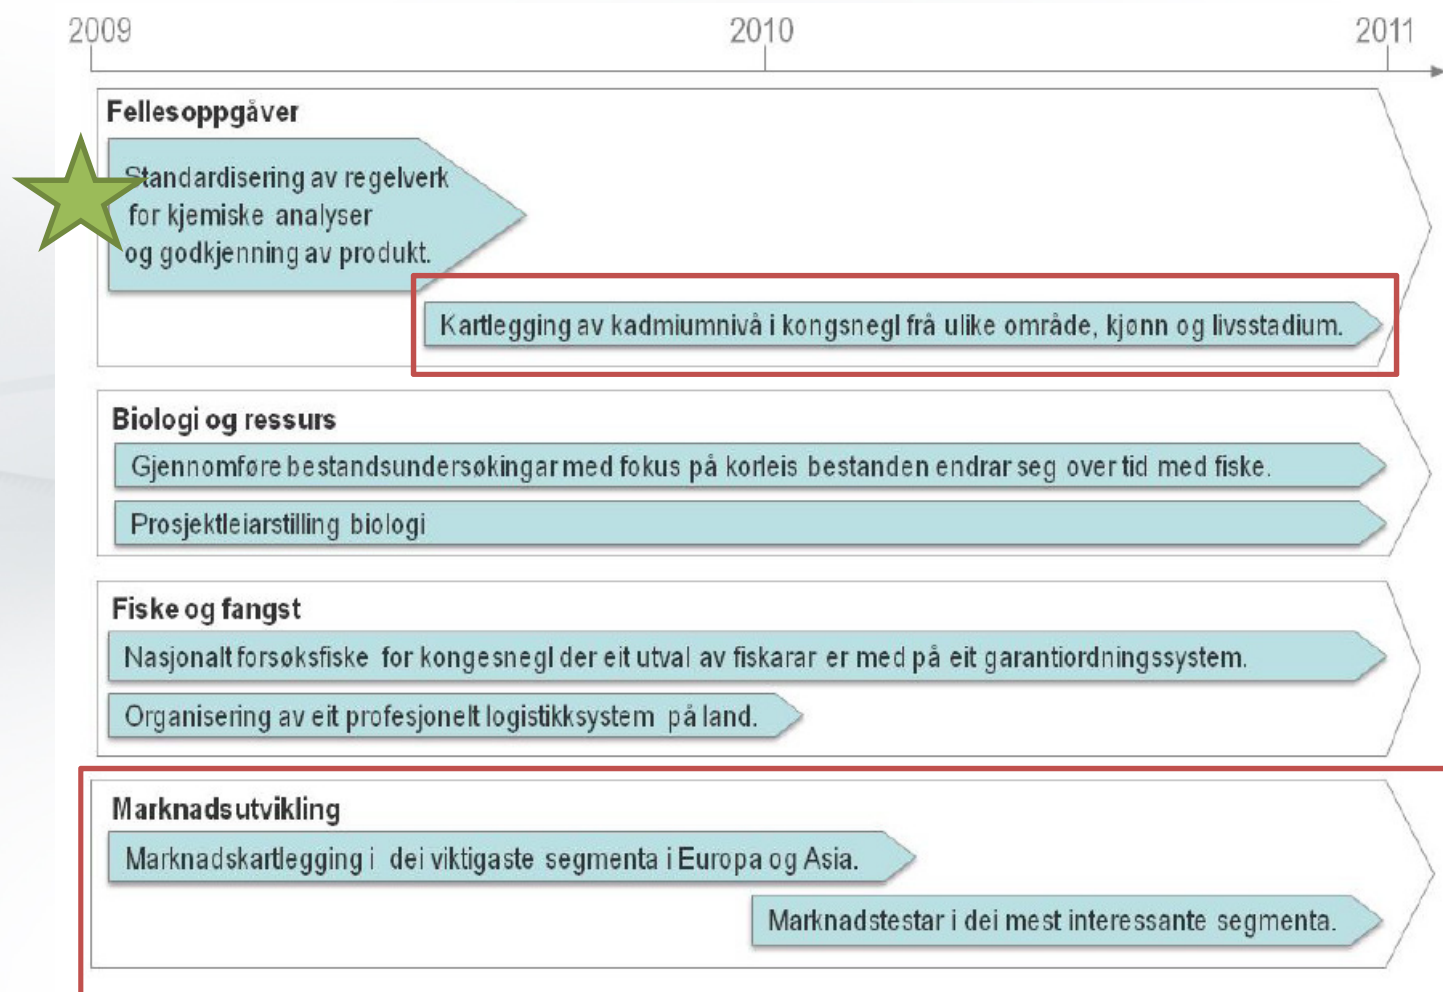 2009 2010 2011
Fellesoppgåver
Standardisering av regelverk
for kjemiske analyser
og godkjenning av produkt.
Kartlegging av kadmiumnivå i kongsnegl frå ulike område, kjønn og livsstadium.
Biologi og ressurs
Gjennomføre bestandsundersøkingar med fokus på korleis bestanden endrar seg over tid med fiske.
Prosjektleiarstilling biologi
Fiske og fangst
Nasjonalt forsøksfiske for kongesnegl der eit utval av fiskarar er med på eit garantiordningssystem.
Organisering av eit profesjonelt logistikksystem på land.
Marknadsutvikling
Marknadskartlegging i dei viktigaste segmenta i Europa og Asia.
Marknadstestar i dei mest interessante segmenta.